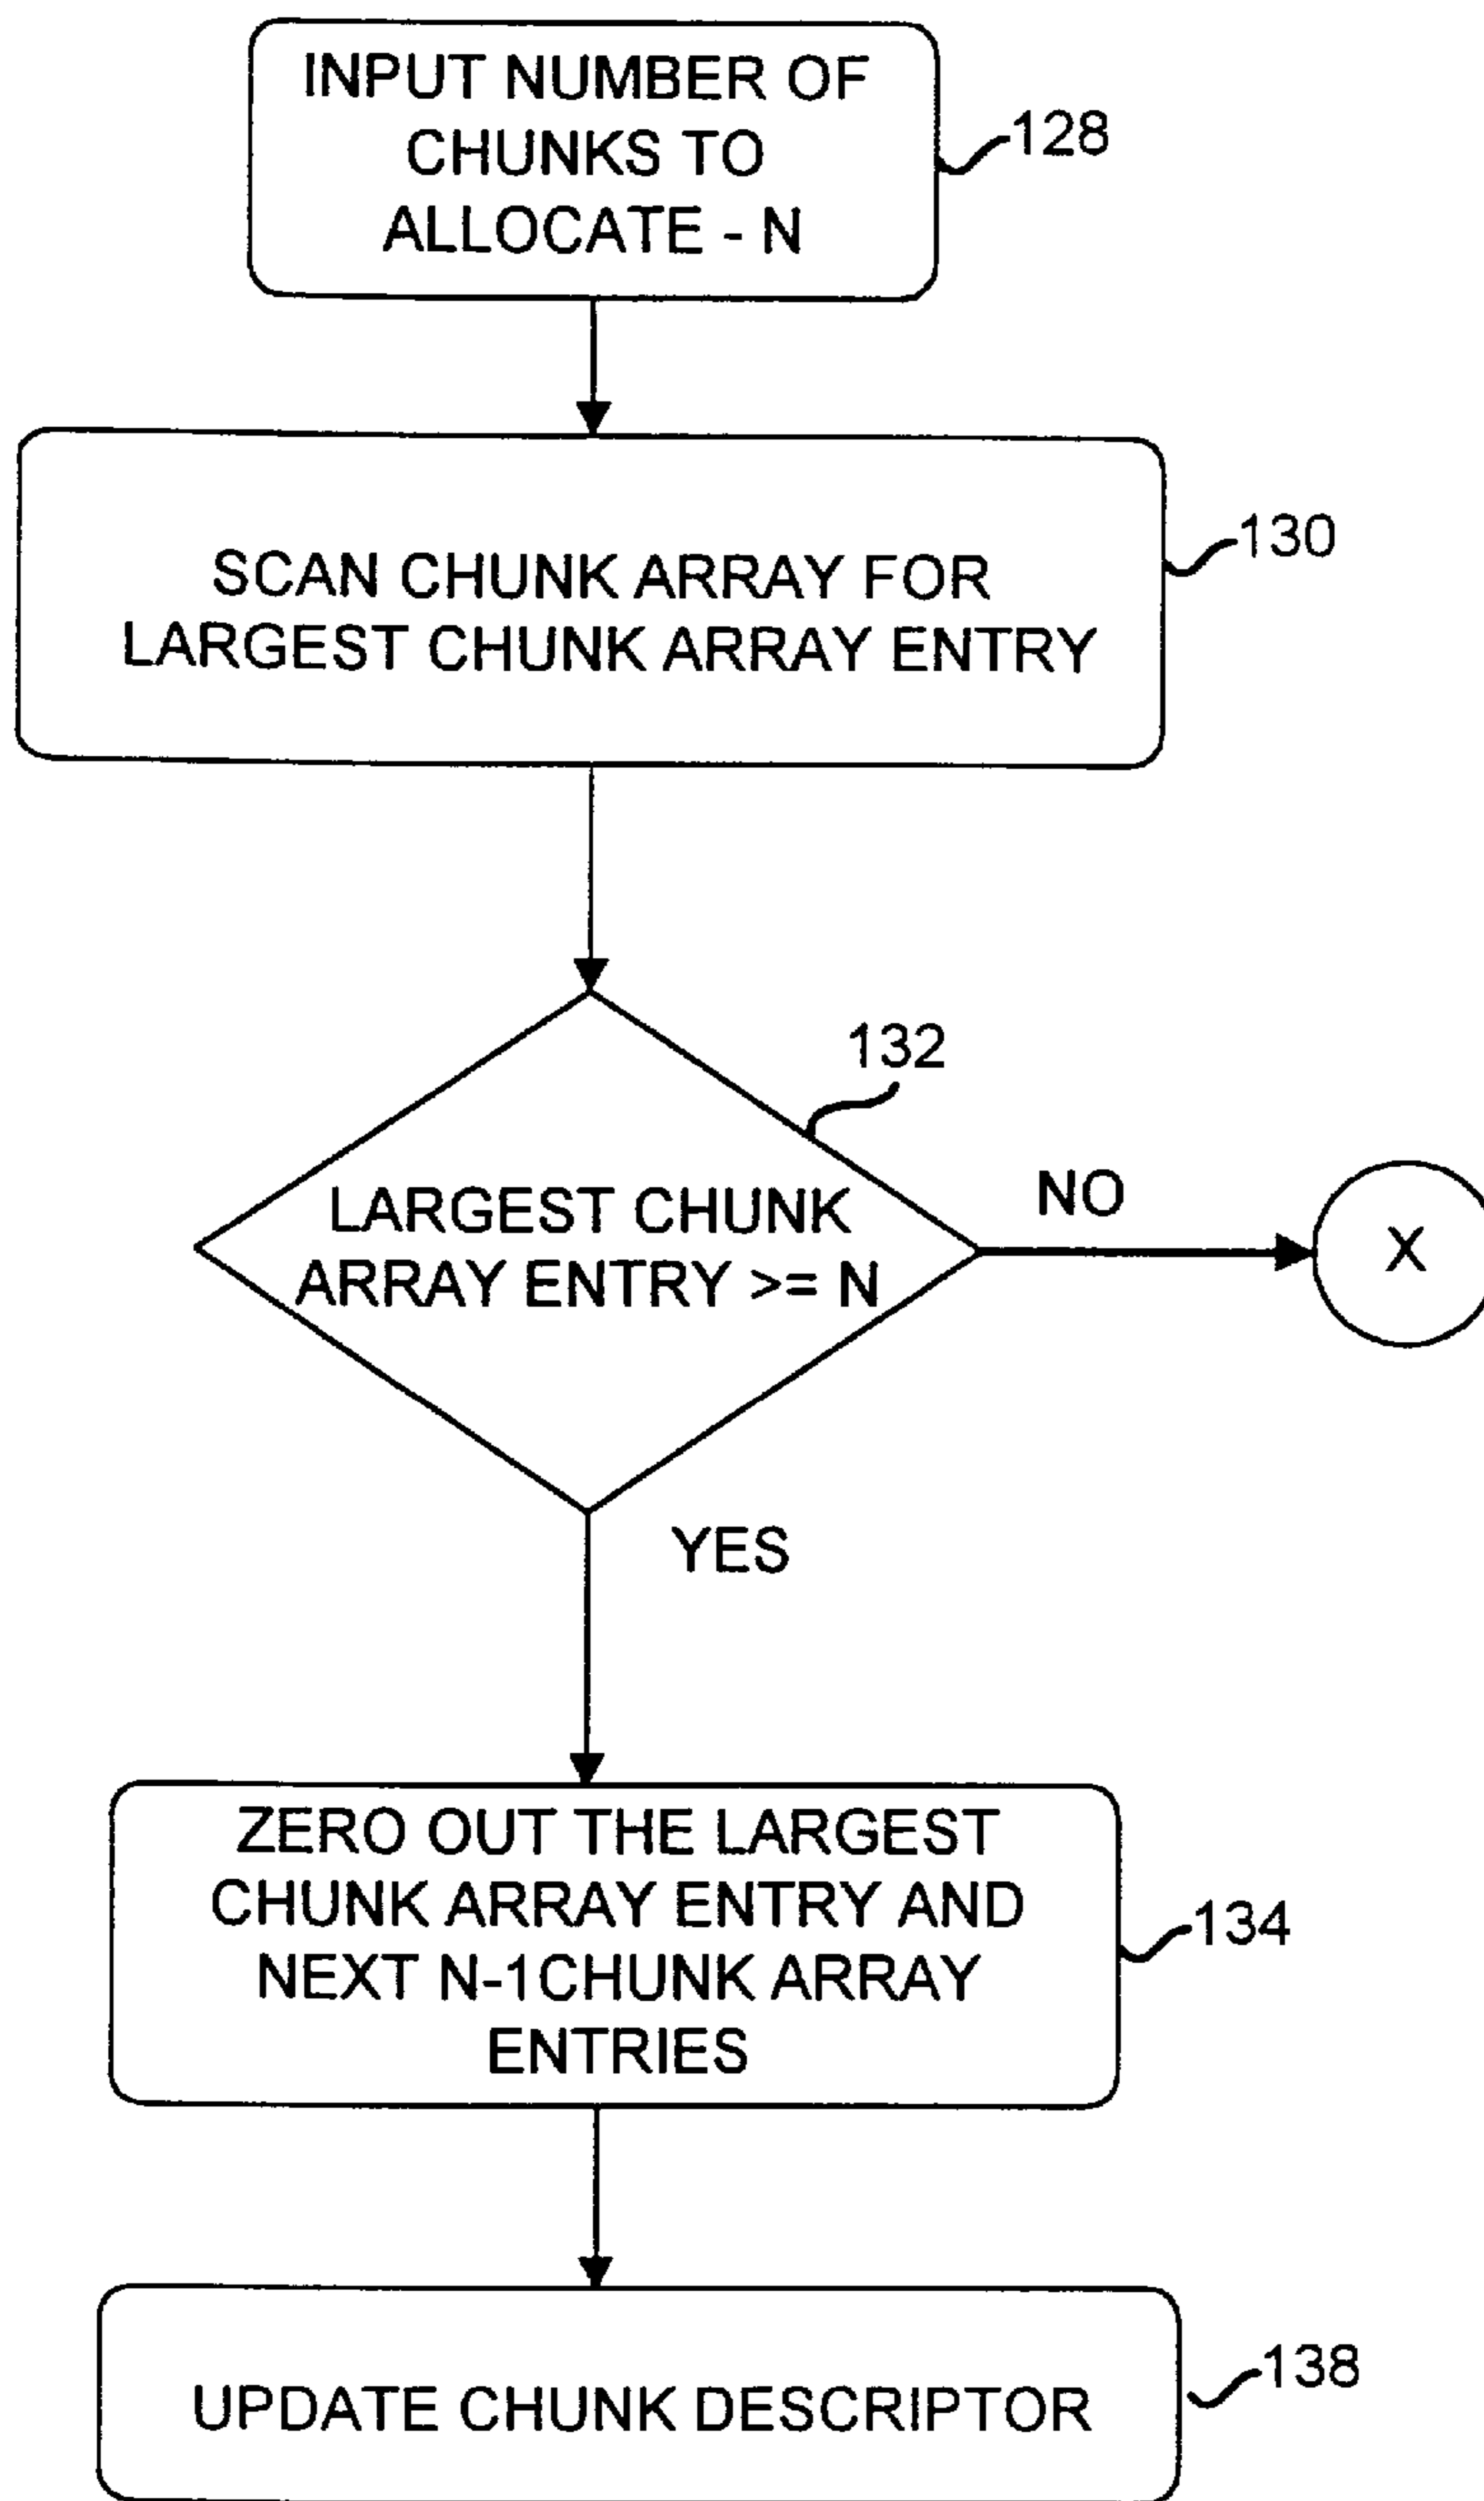 INPUT NUMBER OF
CHUNKS TO
ALLOCATE - N
128
SCAN CHUNK ARRAY FOR
LARGEST CHUNK ARRAY ENTRY
130
132
LARGEST CHUNK
ARRAY ENTRY >= N
NO
X
YES
ZERO OUT THE LARGEST
CHUNK ARRAY ENTRY AND
NEXT N-1CHUNK ARRAY
ENTRIES
134
UPDATE CHUNK DESCRIPTOR
138